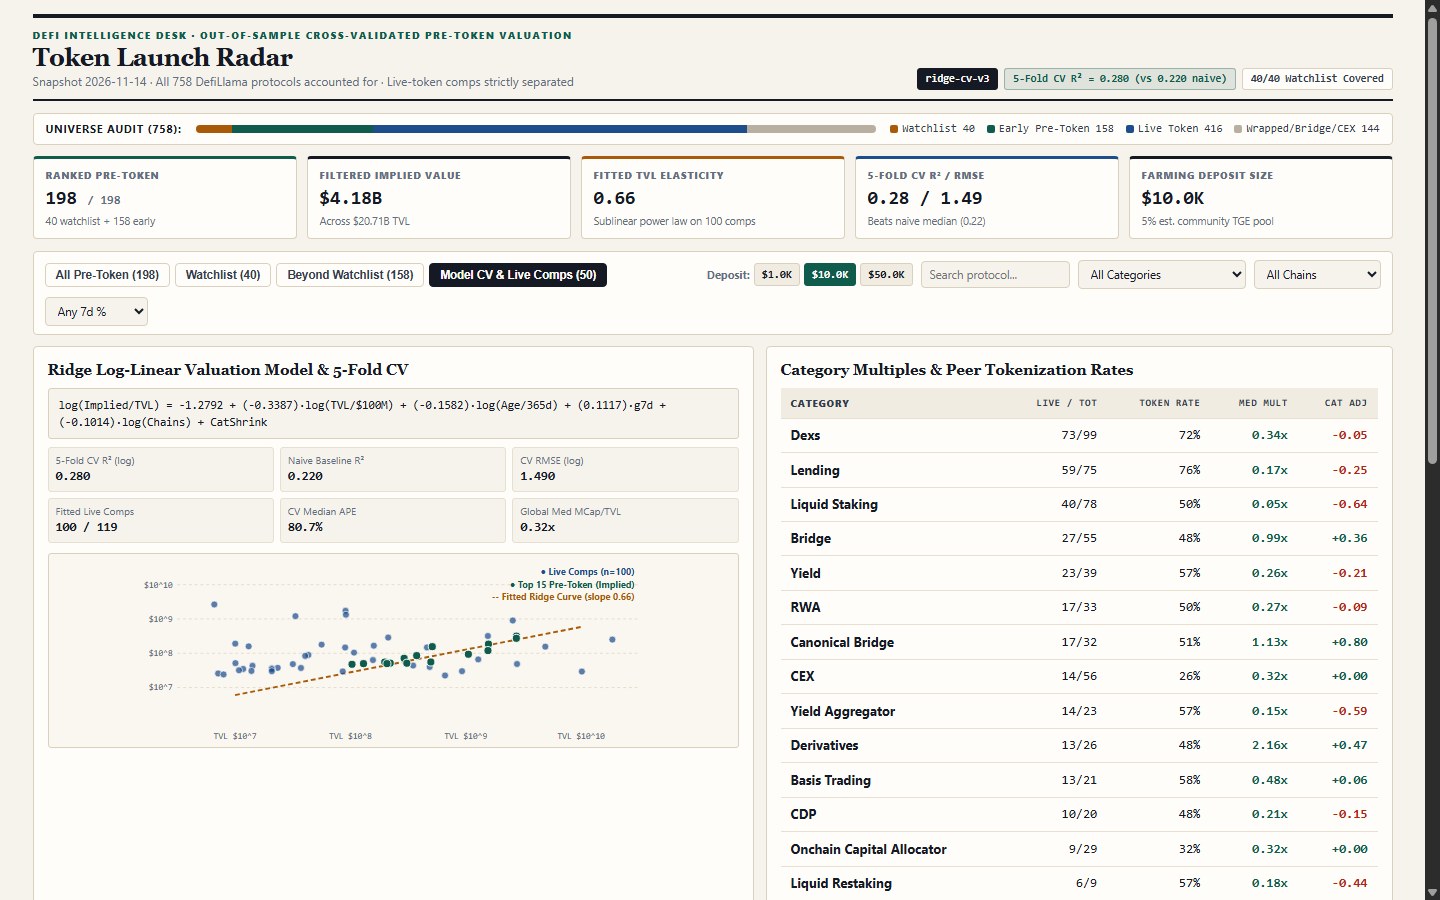 DEFI INTELLIGENCE DESK · OUT-OF-SAMPLE CROSS-VALIDATED PRE-TOKEN VALUATION
Token Launch Radar
Snapshot 2026-11-14 · All 758 DefiLlama protocols accounted for · Live-token comps strictly separated
ridge-cv-v3
5-Fold CV R² = 0.280 (vs 0.220 naive)
40/40 Watchlist Covered
UNIVERSE AUDIT (758):
Watchlist 40
Early Pre-Token 158
Live Token 416
Wrapped/Bridge/CEX 144
RANKED PRE-TOKEN
198 / 198
40 watchlist + 158 early
FILTERED IMPLIED VALUE
$4.18B
Across $20.71B TVL
FITTED TVL ELASTICITY
0.66
Sublinear power law on 100 comps
5-FOLD CV R² / RMSE
0.28 / 1.49
Beats naive median (0.22)
FARMING DEPOSIT SIZE
$10.0K
5% est. community TGE pool
All Pre-Token (198)
Watchlist (40)
Beyond Watchlist (158)
Model CV & Live Comps (50)
Deposit:
$1.0K
$10.0K
$50.0K
Search protocol...
All Categories
All Chains
Any 7d %
Ridge Log-Linear Valuation Model & 5-Fold CV
log(Implied/TVL) = -1.2792 + (-0.3387)·log(TVL/$100M) + (-0.1582)·log(Age/365d) + (0.1117)·g7d +
(-0.1014)·log(Chains) + CatShrink
5-Fold CV R² (log)
0.280
Naive Baseline R²
0.220
CV RMSE (log)
1.490
Fitted Live Comps
100 / 119
CV Median APE
80.7%
Global Med MCap/TVL
0.32x
● Live Comps (n=100)
● Top 15 Pre-Token (Implied)
-- Fitted Ridge Curve (slope 0.66)
$10^10
$10^9
$10^8
$10^7
TVL $10^7
TVL $10^8
TVL $10^9
TVL $10^10
Category Multiples & Peer Tokenization Rates
CATEGORY LIVE / TOT TOKEN RATE MED MULT CAT ADJ
Dexs 73/99 72% 0.34x -0.05
Lending 59/75 76% 0.17x -0.25
Liquid Staking 40/78 50% 0.05x -0.64
Bridge 27/55 48% 0.99x +0.36
Yield 23/39 57% 0.26x -0.21
RWA 17/33 50% 0.27x -0.09
Canonical Bridge 17/32 51% 1.13x +0.80
CEX 14/56 26% 0.32x +0.00
Yield Aggregator 14/23 57% 0.15x -0.59
Derivatives 13/26 48% 2.16x +0.47
Basis Trading 13/21 58% 0.48x +0.06
CDP 10/20 48% 0.21x -0.15
Onchain Capital Allocator 9/29 32% 0.32x +0.00
Liquid Restaking 6/9 57% 0.18x -0.44